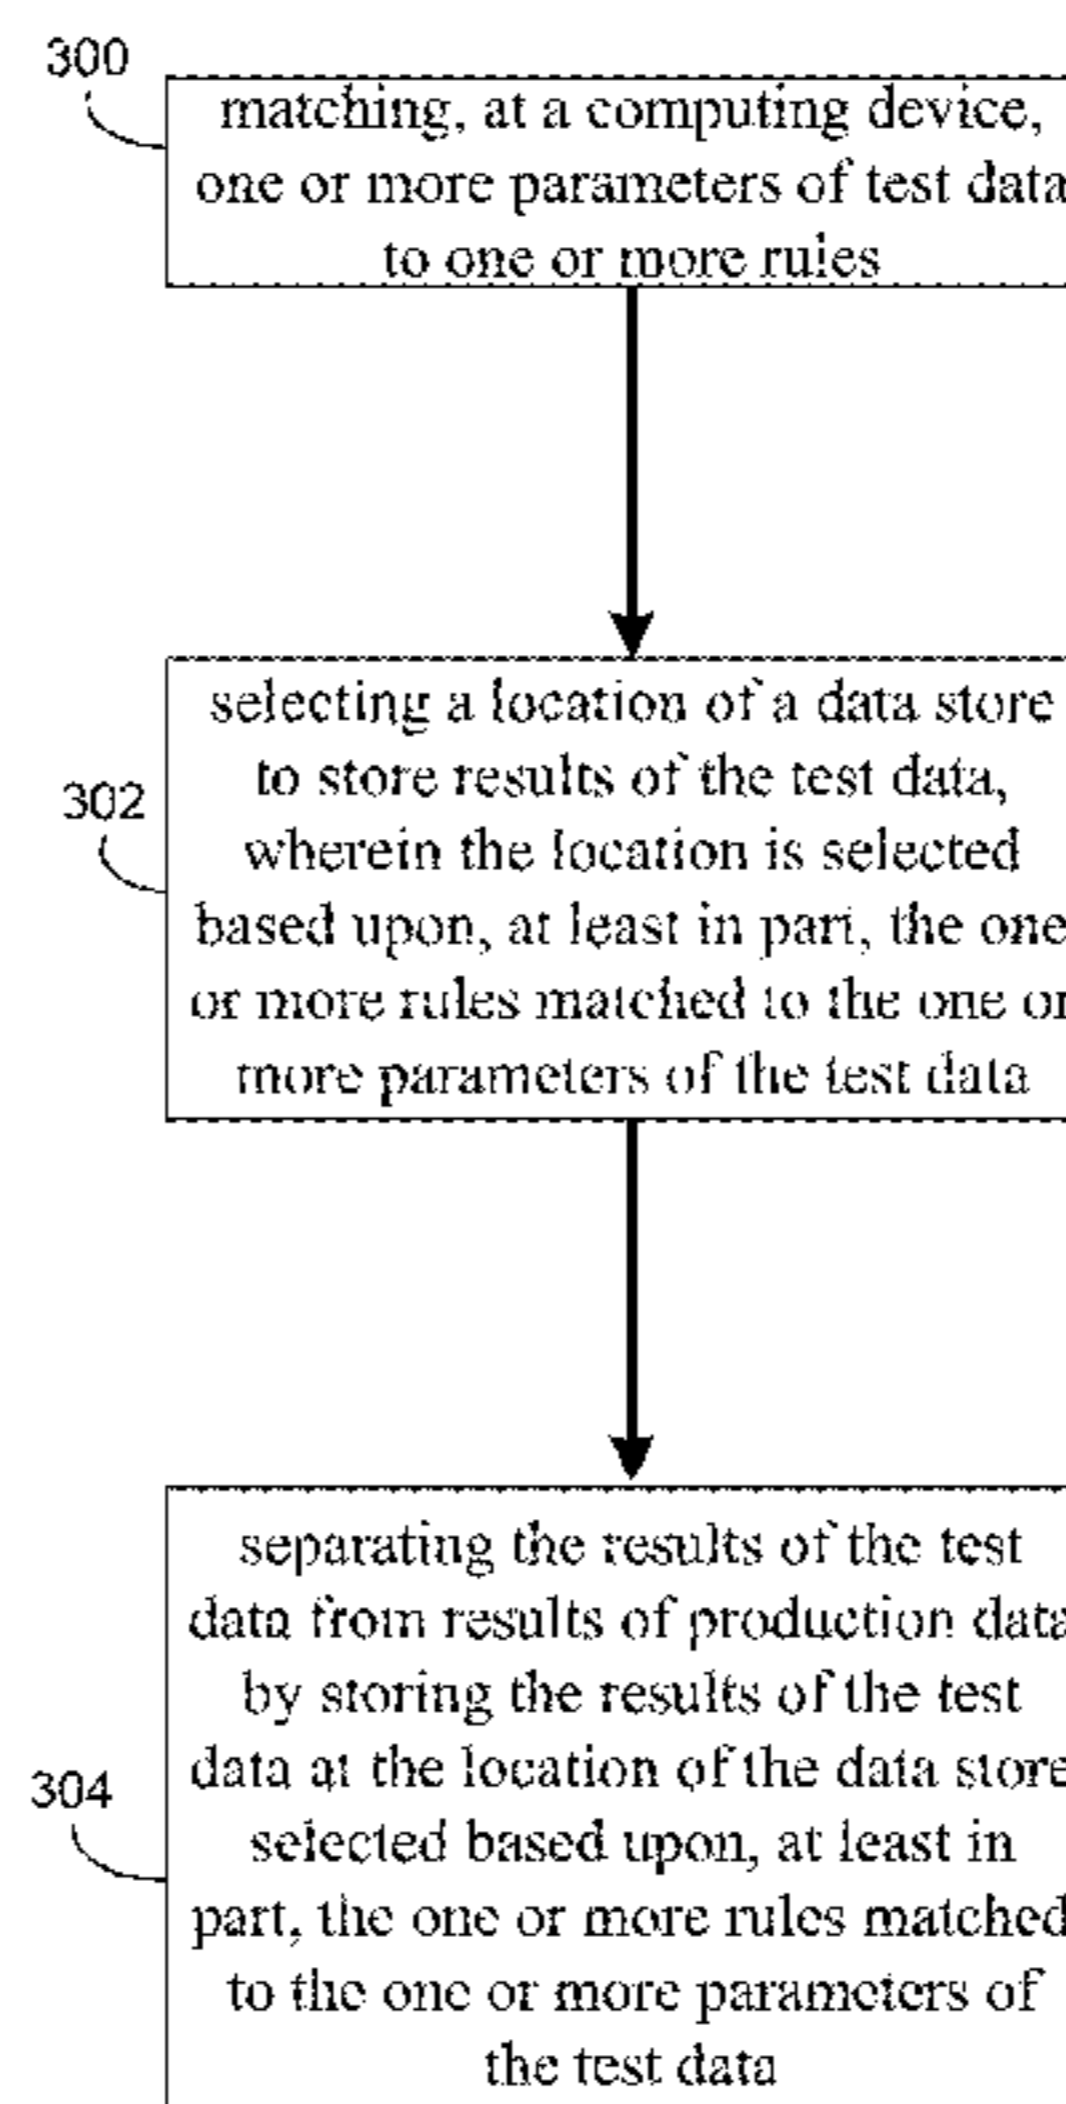 300
matching, at a computing device,
one or more parameters of test data
to one or more rules
302
selecting a location of a data store
to store results of the test data,
wherein the location is selected
based upon, at least in part, the one
or more rules matched to the one or
more parameters of the test data
304
separating the results of the test
data from results of production data
by storing the results of the test
data at the location of the data store
selected based upon, at least in
part, the one or more rules matched
to the one or more parameters of
the test data